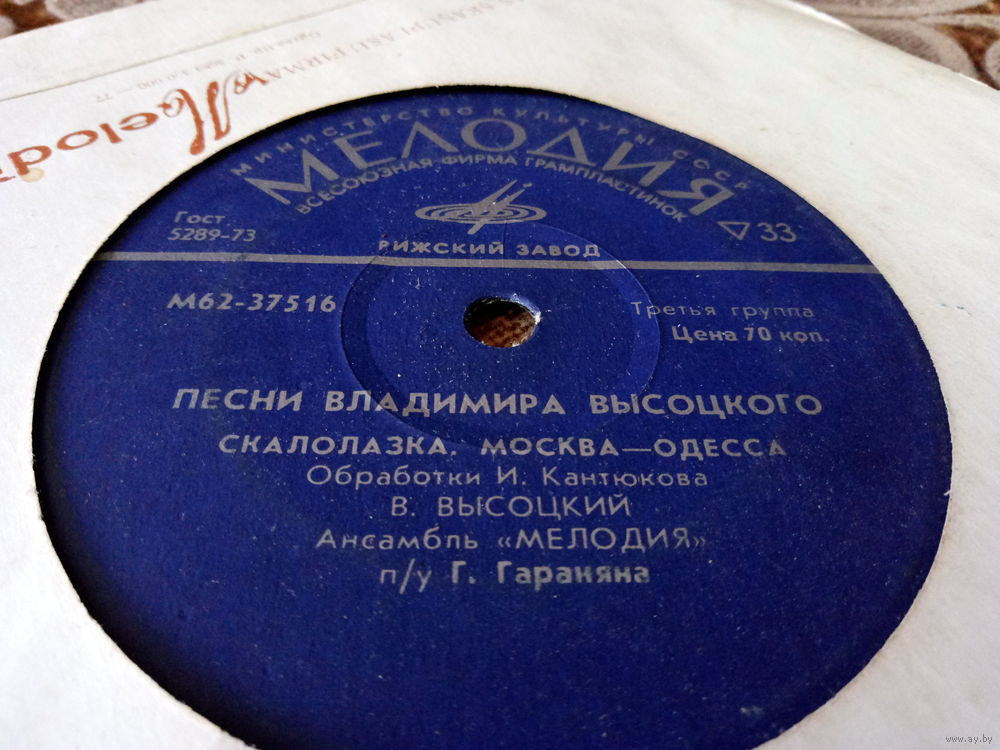 Melod
МИНИСТЕРСТВО КУЛЬТУРЫ СССР
МЕЛОДИЯ
ВСЕСОЮЗНАЯ ФИРМА ГРАМПЛАСТИНОК
Гост
5289-73
▽33
РИЖСКИЙ ЗАВОД
М62-37516
Третья группа
Цена 70 коп.
ПЕСНИ ВЛАДИМИРА ВЫСОЦКОГО
СКАЛОЛАЗКА. МОСКВА—ОДЕССА
Обработки И. Кантюкова
В. ВЫСОЦКИЙ
Ансамбль «МЕЛОДИЯ»
п/у Г. Гараняна
www.ay.by